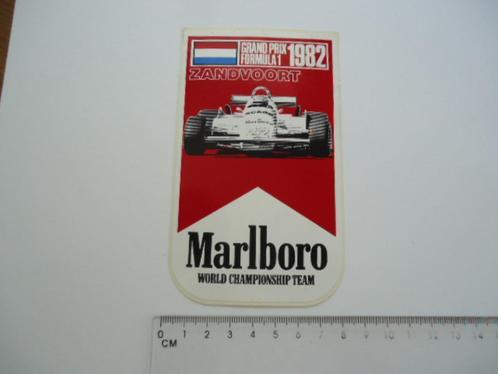 GRAND PRIX
FORMULA 1 1982
ZANDVOORT
Marlboro
WORLD CHAMPIONSHIP TEAM
0 1 2 3 4 5 6 7 8 9 10 11 12 13 14
CM